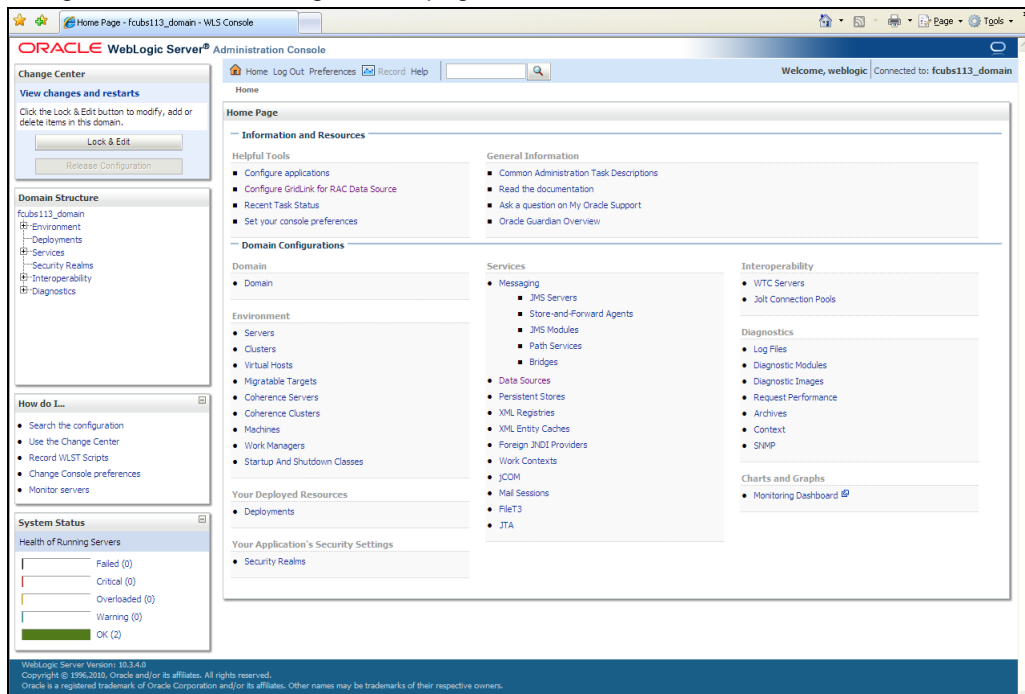 Home Page - fcubs113_domain - WLS Console
Page
Tools
ORACLE WebLogic Server® Administration Console
Change Center
View changes and restarts
Click the Lock & Edit button to modify, add or
delete items in this domain.
Lock & Edit
Release Configuration
Domain Structure
fcubs113_domain
Environment
Deployments
Services
Security Realms
Interoperability
Diagnostics
How do I...
Search the configuration
Use the Change Center
Record WLST Scripts
Change Console preferences
Monitor servers
System Status
Health of Running Servers
Failed (0)
Critical (0)
Overloaded (0)
Warning (0)
OK (2)
Home Log Out Preferences Record Help
Welcome, weblogic Connected to: fcubs113_domain
Home
Home Page
Information and Resources
Helpful Tools
Configure applications
Configure GridLink for RAC Data Source
Recent Task Status
Set your console preferences
General Information
Common Administration Task Descriptions
Read the documentation
Ask a question on My Oracle Support
Oracle Guardian Overview
Domain Configurations
Domain
Domain
Environment
Servers
Clusters
Virtual Hosts
Migratable Targets
Coherence Servers
Coherence Clusters
Machines
Work Managers
Startup And Shutdown Classes
Your Deployed Resources
Deployments
Your Application's Security Settings
Security Realms
Services
Messaging
JMS Servers
Store-and-Forward Agents
JMS Modules
Path Services
Bridges
Data Sources
Persistent Stores
XML Registries
XML Entity Caches
Foreign JNDI Providers
Work Contexts
jCOM
Mail Sessions
FileT3
JTA
Interoperability
WTC Servers
Jolt Connection Pools
Diagnostics
Log Files
Diagnostic Modules
Diagnostic Images
Request Performance
Archives
Context
SNMP
Charts and Graphs
Monitoring Dashboard
WebLogic Server Version: 10.3.4.0
Copyright © 1996,2010, Oracle and/or its affiliates. All rights reserved.
Oracle is a registered trademark of Oracle Corporation and/or its affiliates. Other names may be trademarks of their respective owners.